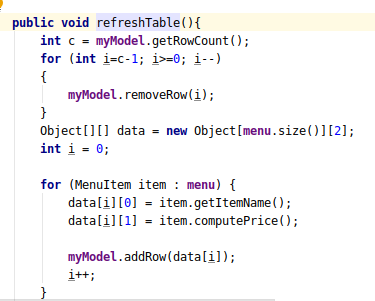 public void refreshTable(){
    int c = myModel.getRowCount();
    for (int i=c-1; i>=0; i--)
    {
        myModel.removeRow(i);
    }
    Object[][] data = new Object[menu.size()][2];
    int i = 0;

    for (MenuItem item : menu) {
        data[i][0] = item.getItemName();
        data[i][1] = item.computePrice();

        myModel.addRow(data[i]);
        i++;
    }